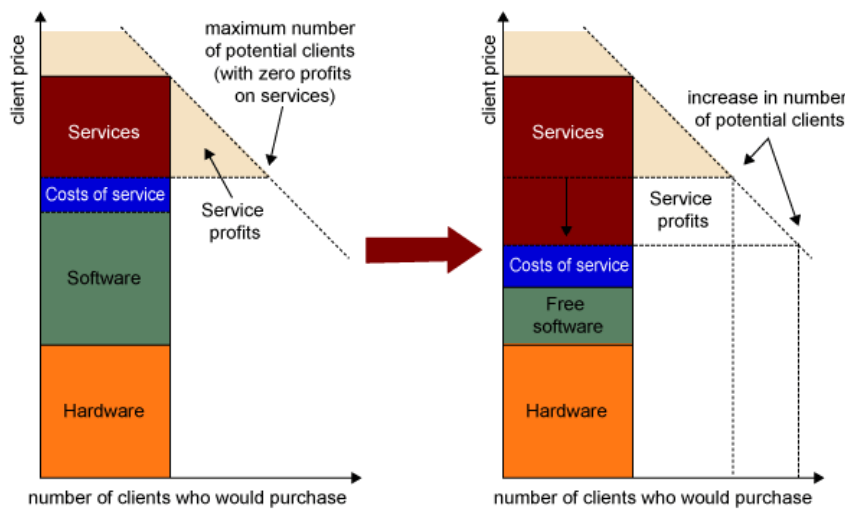 client price
maximum number
of potential clients
(with zero profits
on services)
Services
Costs of service
Service
profits
Software
Hardware
number of clients who would purchase
client price
increase in number
of potential clients
Services
Service
profits
Costs of service
Free
software
Hardware
number of clients who would purchase